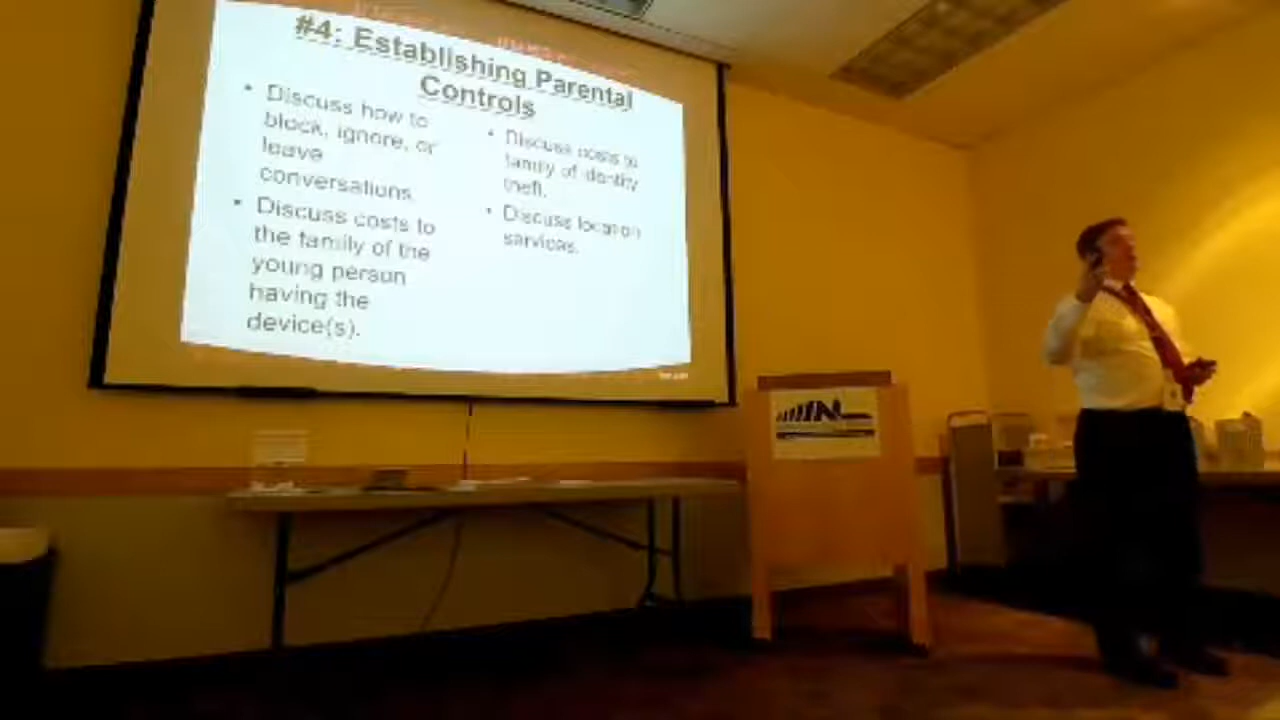 #4: Establishing Parental
Controls
• Discuss how to
block, ignore, or
leave
conversations.
• Discuss costs to
the family of the
young person
having the
device(s).
• Discuss costs to
family of identity
theft.
• Discuss location
services.